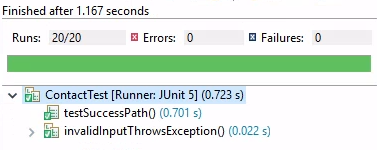 Finished after 1.167 seconds
Runs: 20/20 Errors: 0 Failures: 0
ContactTest [Runner: JUnit 5] (0.723 s)
testSuccessPath() (0.701 s)
invalidInputThrowsException() (0.022 s)